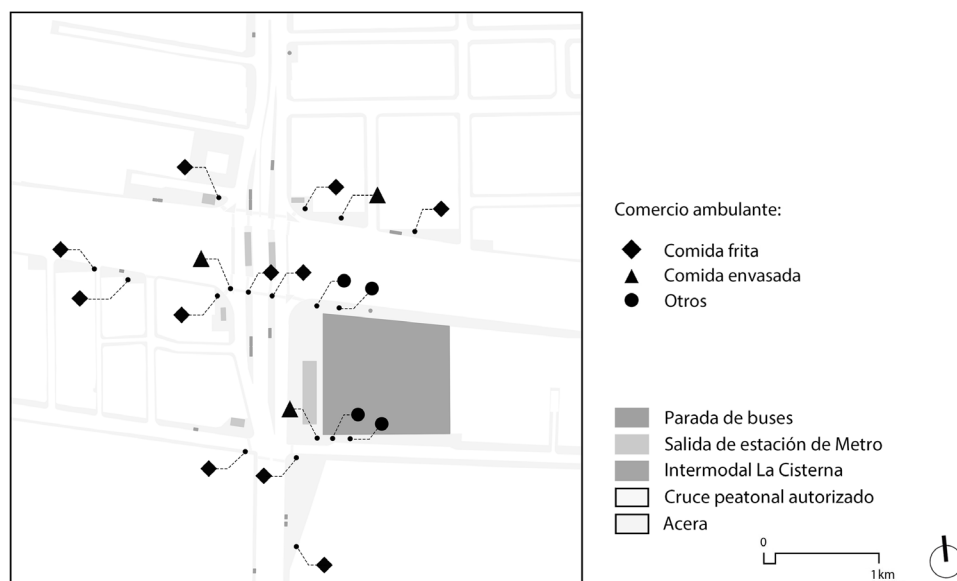 Comercio ambulante:
Comida frita
Comida envasada
Otros
Parada de buses
Salida de estación de Metro
Intermodal La Cisterna
Cruce peatonal autorizado
Acera
0
1 km